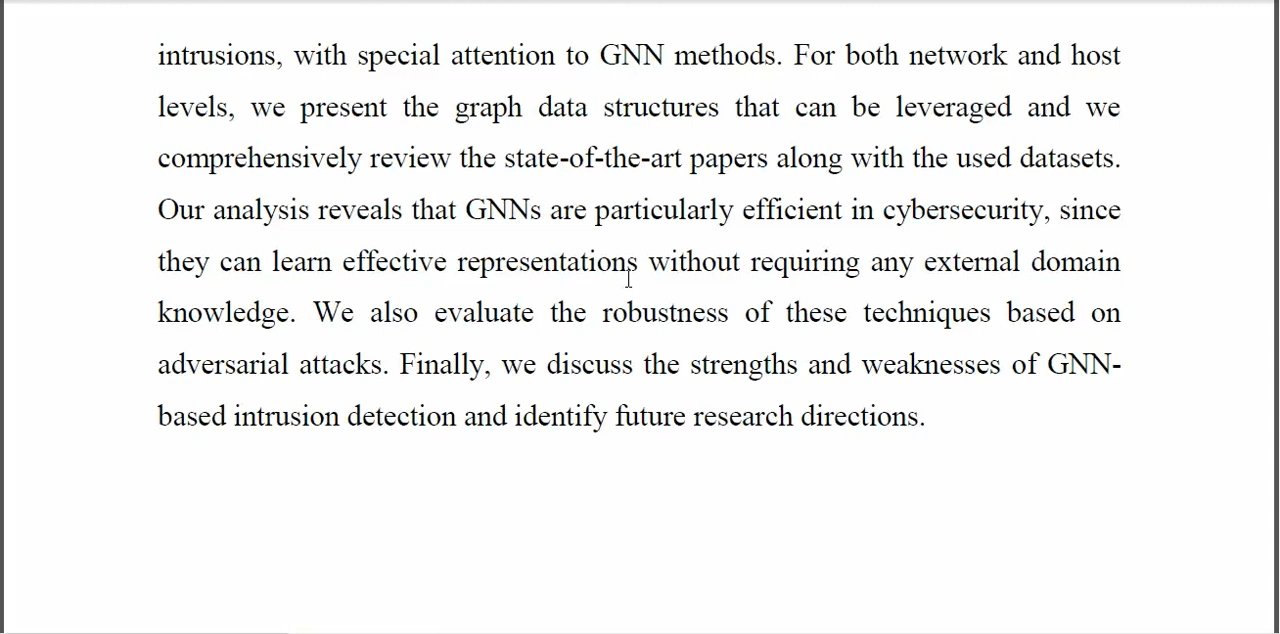 intrusions, with special attention to GNN methods. For both network and host
levels, we present the graph data structures that can be leveraged and we
comprehensively review the state-of-the-art papers along with the used datasets.
Our analysis reveals that GNNs are particularly efficient in cybersecurity, since
they can learn effective representations without requiring any external domain
knowledge. We also evaluate the robustness of these techniques based on
adversarial attacks. Finally, we discuss the strengths and weaknesses of GNN-
based intrusion detection and identify future research directions.